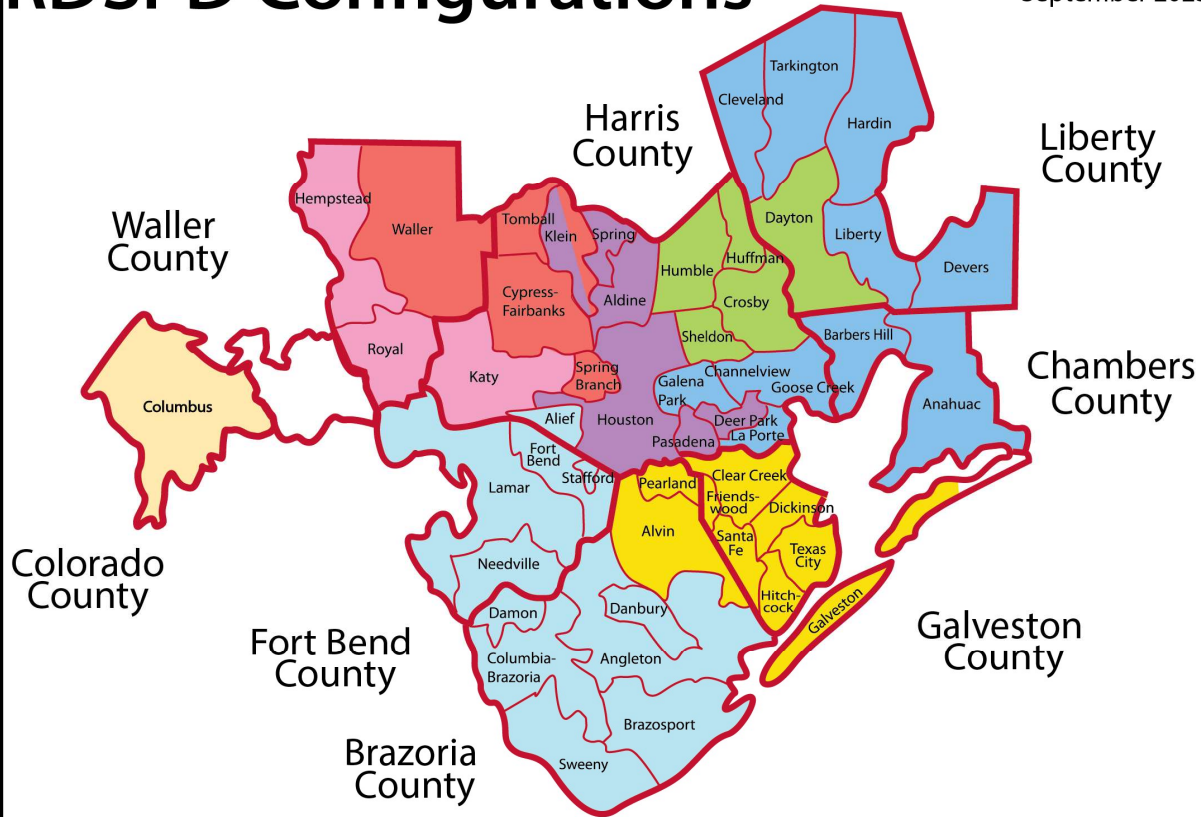 RDSPD Configurations
Tarkington
Cleveland
Hardin
Harris
County
Liberty
County
Hempstead
Waller
County
Waller
Tomball
Klein
Spring
Dayton
Liberty
Huffman
Humble
Devers
Cypress-
Fairbanks
Aldine
Crosby
Sheldon
Barbers Hill
Royal
Katy
Spring
Branch
Channelview
Galena
Park
Goose Creek
Chambers
County
Columbus
Anahuac
Alief
Houston
Deer Park
La Porte
Pasadena
Fort
Bend
Stafford
Lamar
Pearland
Clear Creek
Friends-
wood
Dickinson
Alvin
Santa
Fe
Texas
City
Colorado
County
Needville
Hitch-
cock
Galveston
Damon
Danbury
Fort Bend
County
Galveston
County
Columbia-
Brazoria
Angleton
Brazosport
Brazoria
County
Sweeny